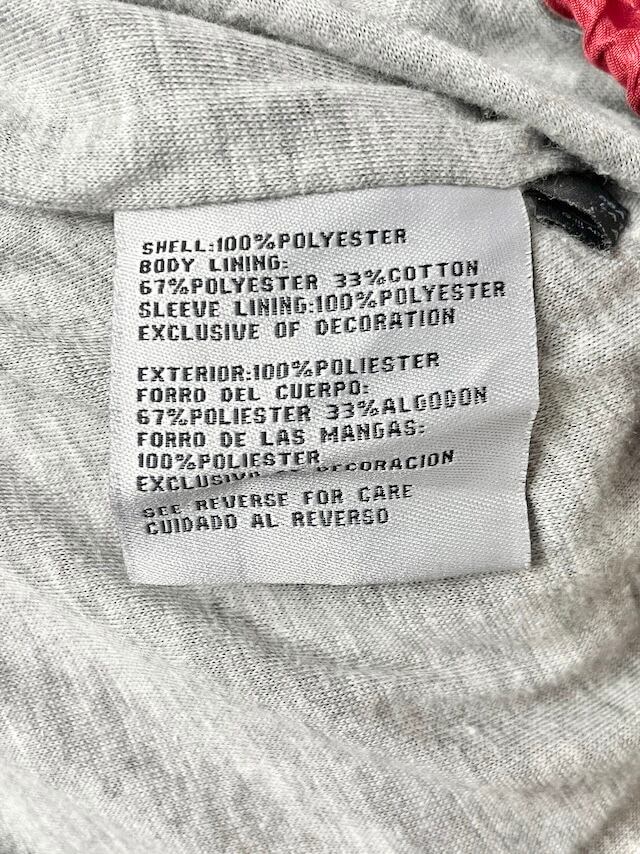 SHELL:100%POLYESTER
BODY LINING:
67%POLYESTER 33%COTTON
SLEEVE LINING:100%POLYESTER
EXCLUSIVE OF DECORATION
EXTERIOR:100%POLIESTER
FORRO DEL CUERPO:
67%POLIESTER 33%ALGODON
FORRO DE LAS MANGAS:
100%POLIESTER
DECORACION
SEE REVERSE FOR CARE
CUIDADO AL REVERSO